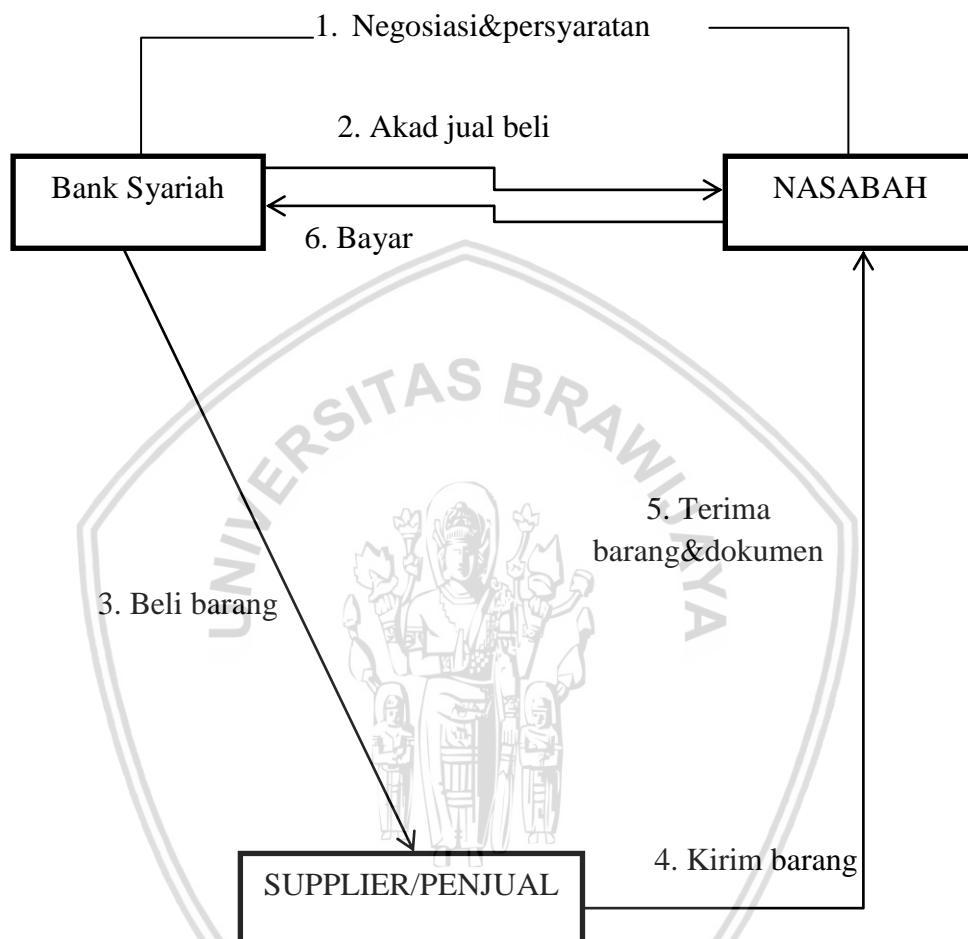 1. Negosiasi&persyaratan
2. Akad jual beli
Bank Syariah
NASABAH
6. Bayar
UNIVERSITAS BRAWIJAYA
5. Terima
barang&dokumen
3. Beli barang
4. Kirim barang
SUPPLIER/PENJUAL